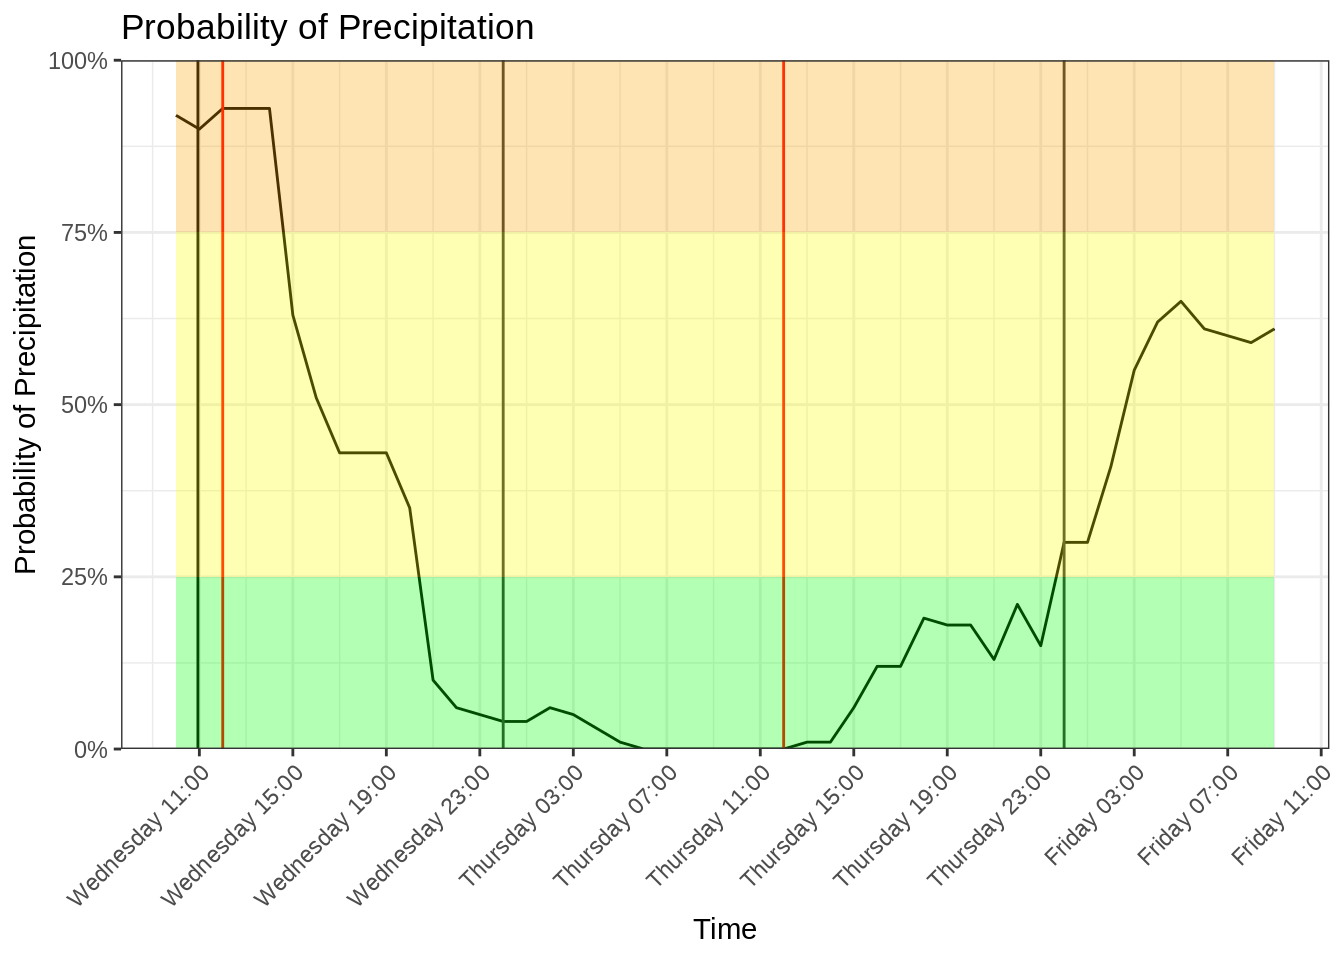 Probability of Precipitation
Probability of Precipitation
100%
75%
50%
25%
0%
Wednesday 11:00
Wednesday 15:00
Wednesday 19:00
Wednesday 23:00
Thursday 03:00
Thursday 07:00
Thursday 11:00
Thursday 15:00
Thursday 19:00
Thursday 23:00
Friday 03:00
Friday 07:00
Friday 11:00
Time